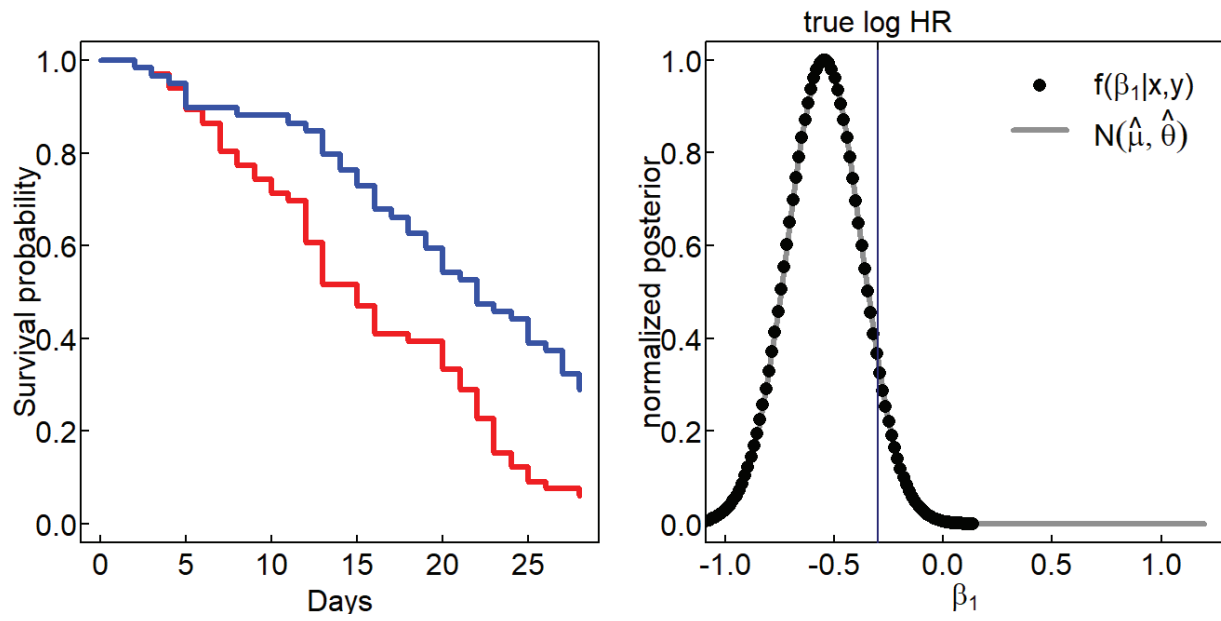 Survival probability
1.0
0.8
0.6
0.4
0.2
0.0
0 5 10 15 20 25
Days
true log HR
normalized posterior
1.0
0.8
0.6
0.4
0.2
0.0
-1.0 -0.5 0.0 0.5 1.0
β₁
f(β₁|x,y)
N(μ̂, θ̂)